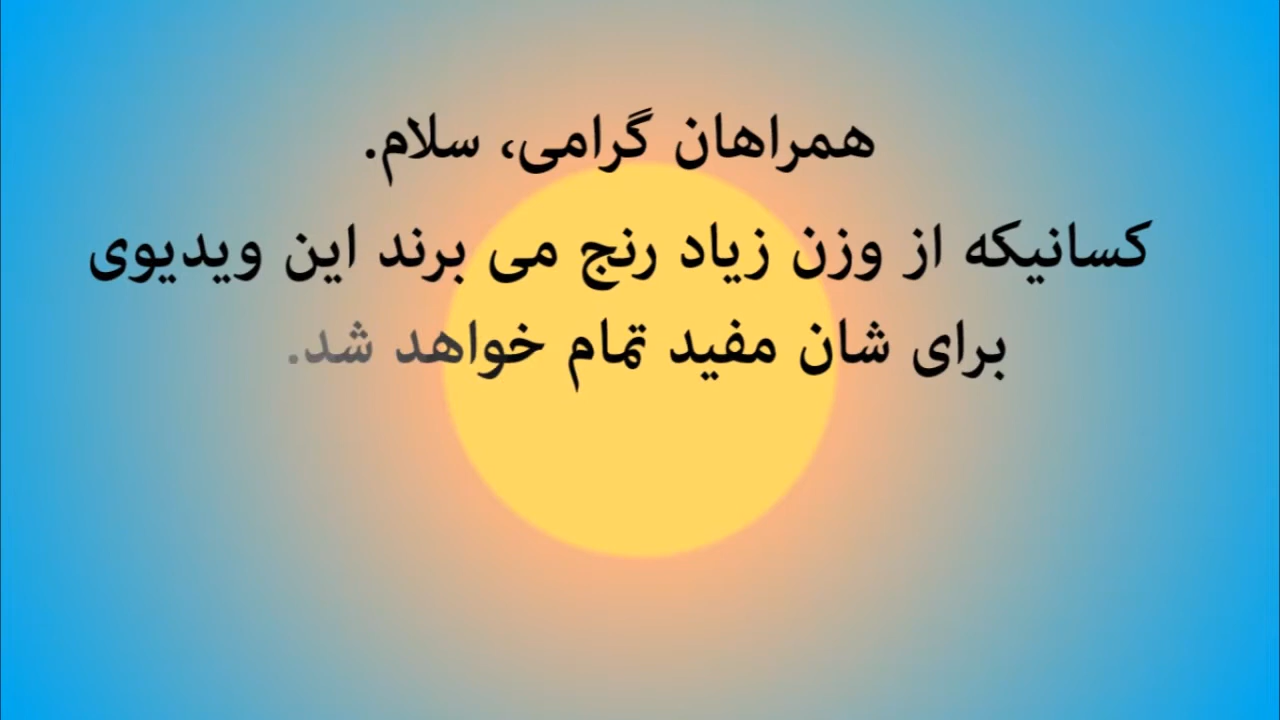 همراهان گرامی، سلام.
کسانیکه از وزن زیاد رنج می برند این ویدیوی
برای شان مفید تمام خواهد شد.